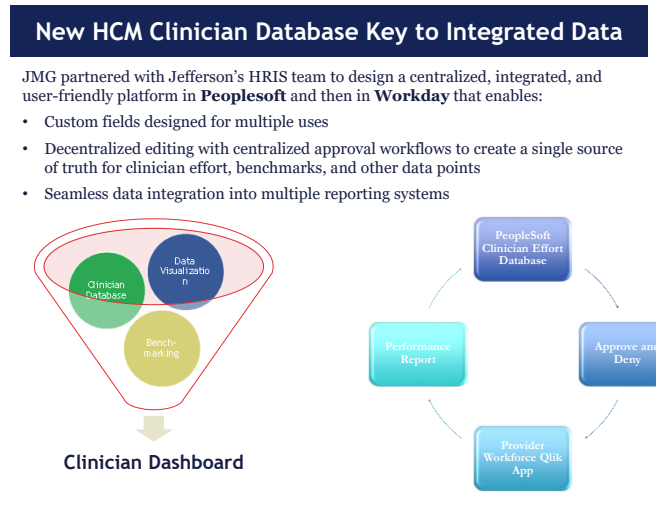 New HCM Clinician Database Key to Integrated Data
JMG partnered with Jefferson’s HRIS team to design a centralized, integrated, and
user-friendly platform in Peoplesoft and then in Workday that enables:
• Custom fields designed for multiple uses
• Decentralized editing with centralized approval workflows to create a single source
of truth for clinician effort, benchmarks, and other data points
• Seamless data integration into multiple reporting systems
Clinician
Database
Data
Visualizatio
n
Bench-
marking
Clinician Dashboard
PeopleSoft
Clinician Effort
Database
Approve and
Deny
Provider
Workforce Qlik
App
Performance
Report